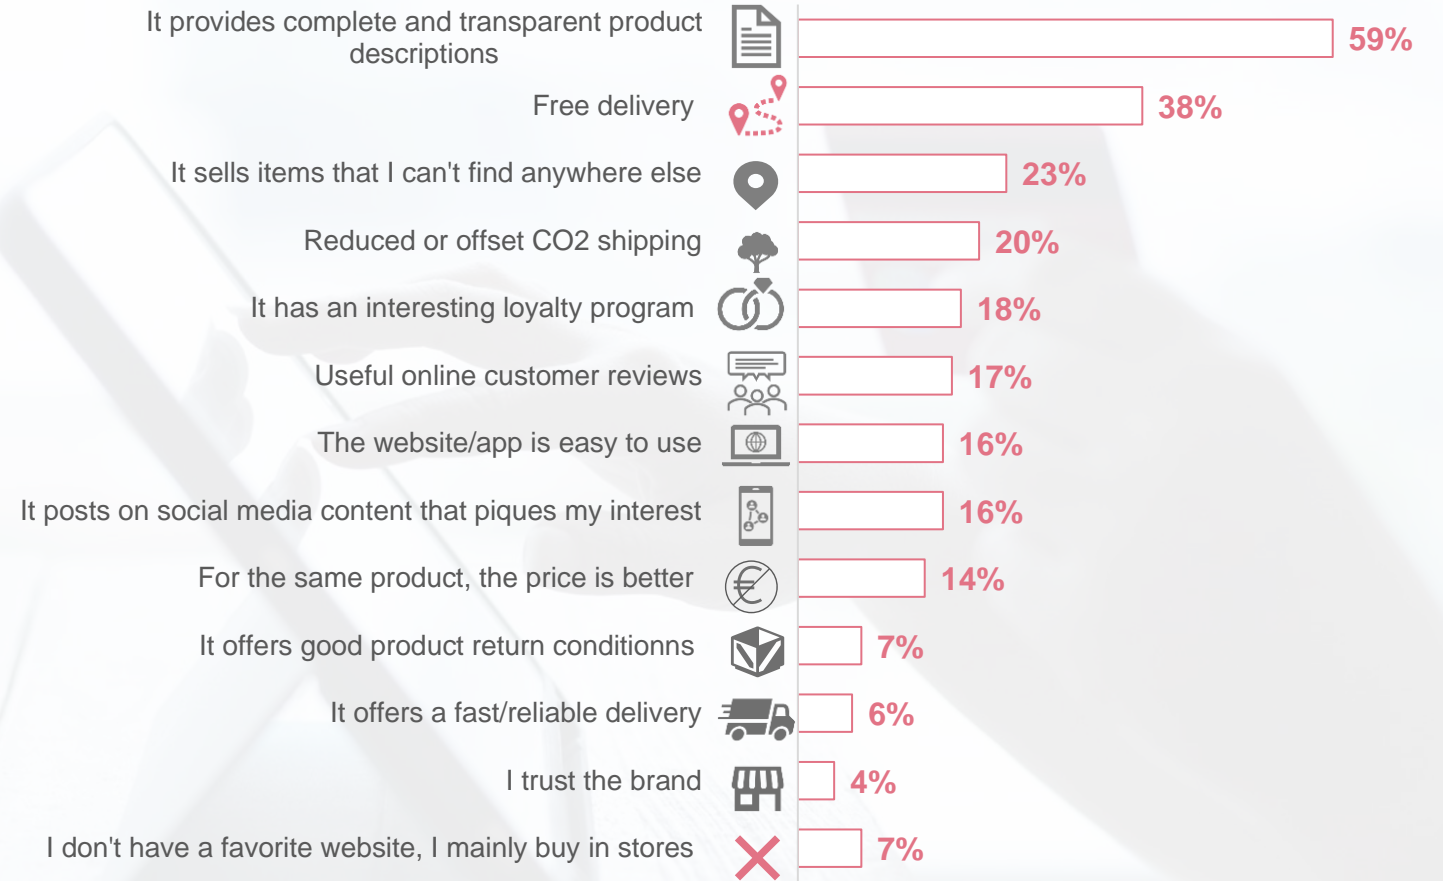 It provides complete and transparent product
descriptions
59%
Free delivery
38%
It sells items that I can't find anywhere else
23%
Reduced or offset CO2 shipping
20%
It has an interesting loyalty program
18%
Useful online customer reviews
17%
The website/app is easy to use
16%
It posts on social media content that piques my interest
16%
For the same product, the price is better
14%
It offers good product return conditionns
7%
It offers a fast/reliable delivery
6%
I trust the brand
4%
I don't have a favorite website, I mainly buy in stores
7%